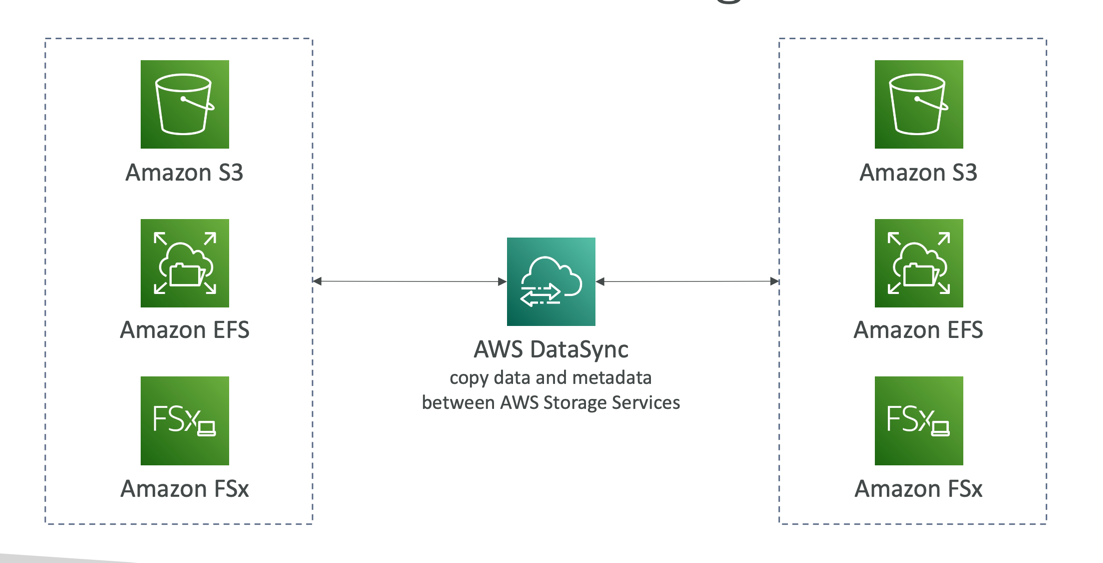 Amazon S3
Amazon EFS
FSx
Amazon FSx
AWS DataSync
copy data and metadata
between AWS Storage Services
Amazon S3
Amazon EFS
FSx
Amazon FSx